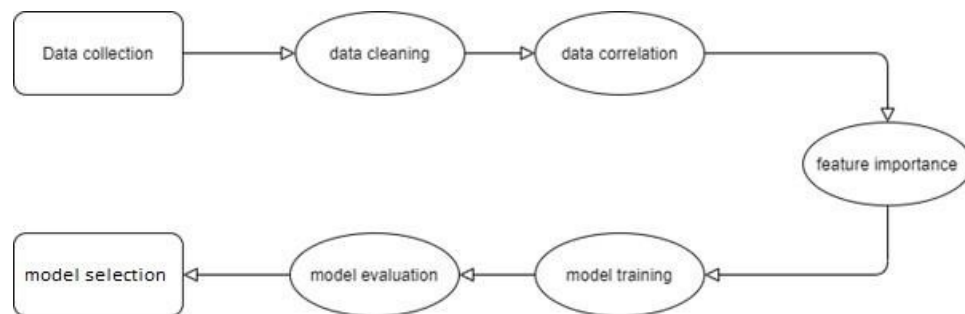 Data collection
data cleaning
data correlation
feature importance
model training
model evaluation
model selection